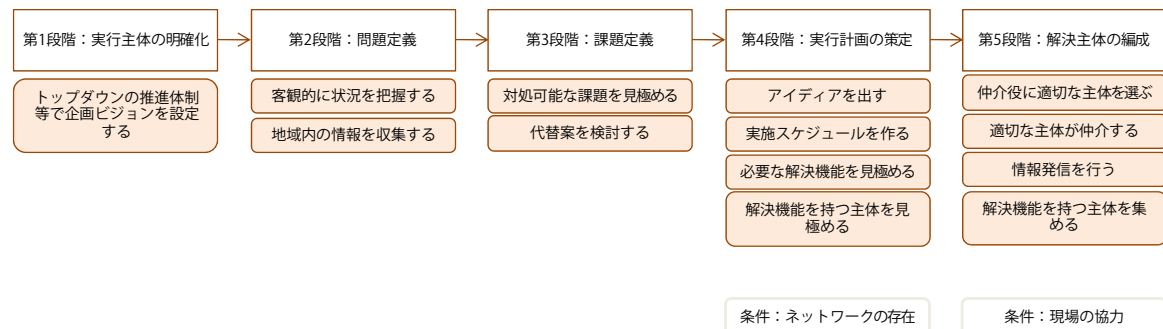 第1段階：実行主体の明確化
トップダウンの推進体制
等で企画ビジョンを設定
する
第2段階：問題定義
客観的に状況を把握する
地域内の情報を収集する
第3段階：課題定義
対処可能な課題を見極める
代替案を検討する
第4段階：実行計画の策定
アイディアを出す
実施スケジュールを作る
必要な解決機能を見極める
解決機能を持つ主体を見
極める
条件：ネットワークの存在
第5段階：解決主体の編成
仲介役に適切な主体を選ぶ
適切な主体が仲介する
情報発信を行う
解決機能を持つ主体を集
める
条件：現場の協力